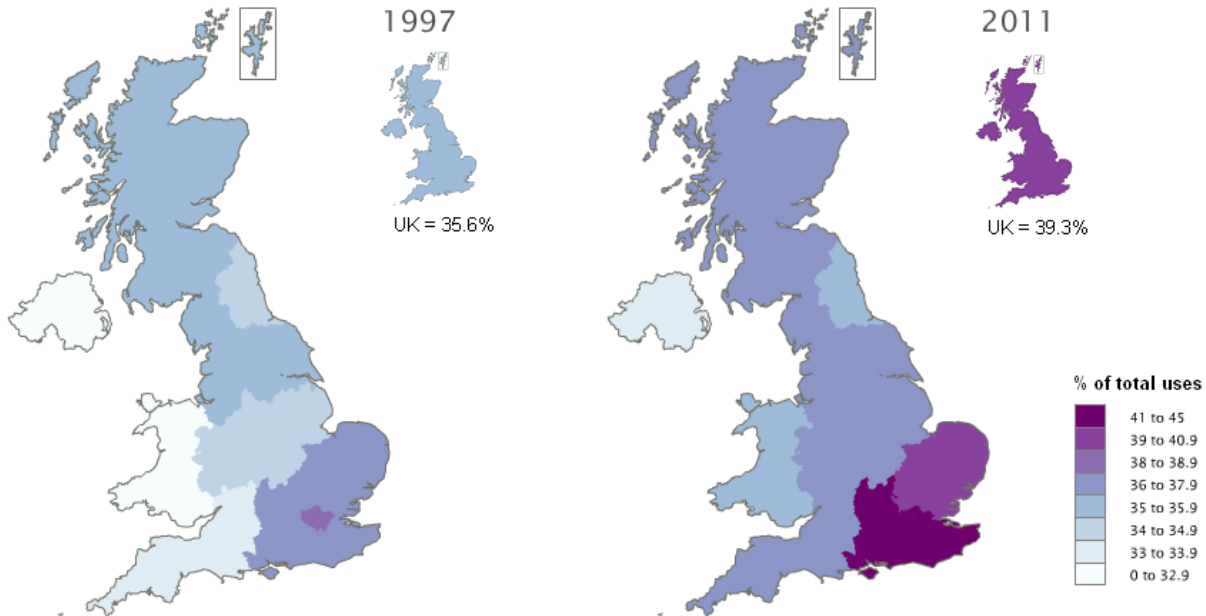 1997
UK = 35.6%
2011
UK = 39.3%
% of total uses
41 to 45
39 to 40.9
38 to 38.9
36 to 37.9
35 to 35.9
34 to 34.9
33 to 33.9
0 to 32.9